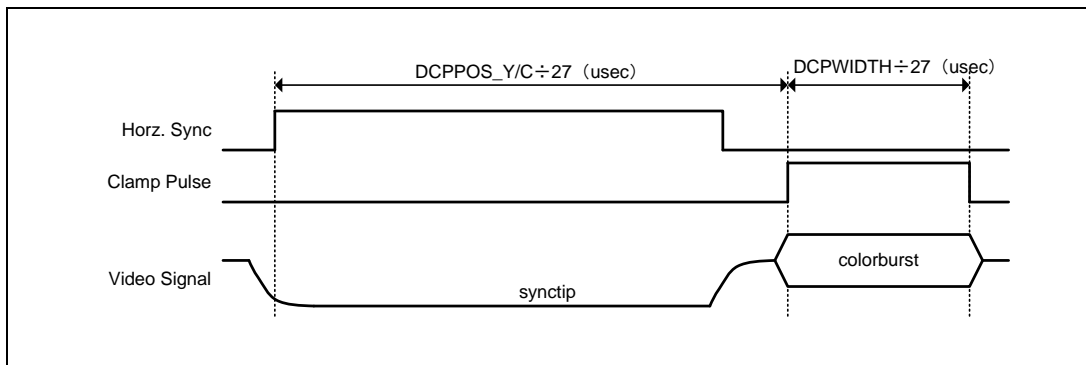 DCPPOS_Y/C÷27（usec）
DCPWIDTH÷27（usec）
Horz. Sync
Clamp Pulse
Video Signal
synctip
colorburst